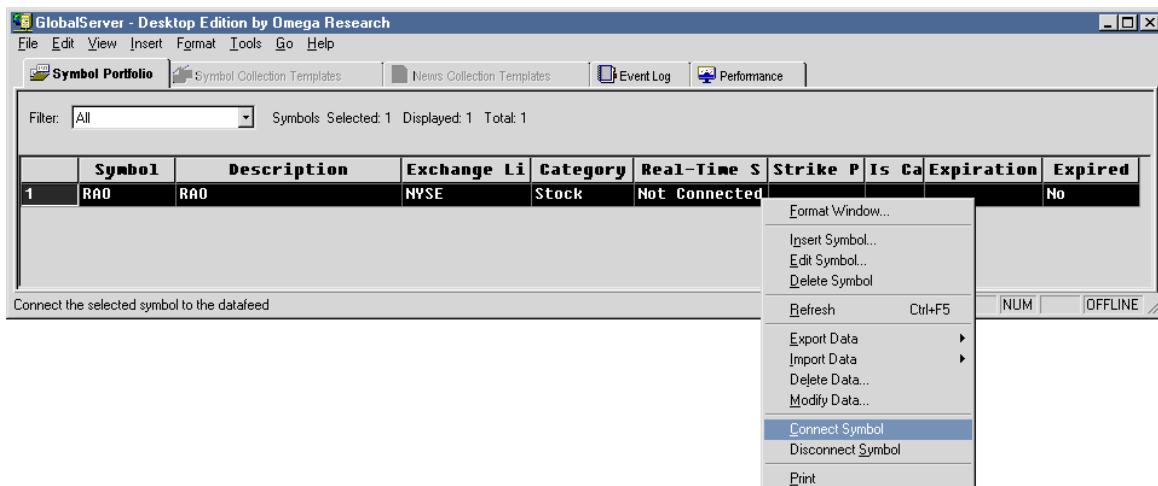 GlobalServer - Desktop Edition by Omega Research
File Edit View Insert Format Tools Go Help
Symbol Portfolio Symbol Collection Templates News Collection Templates Event Log Performance
Filter: All Symbols Selected: 1 Displayed: 1 Total: 1
Symbol Description Exchange Li Category Real-Time S Strike P Is Ca Expiration Expired
1 RAO RAO NYSE Stock Not Connected No
Format Window...
Insert Symbol...
Edit Symbol...
Delete Symbol
Connect the selected symbol to the datafeed NUM OFFLINE
Refresh Ctrl+F5
Export Data
Import Data
Delete Data...
Modify Data...
Connect Symbol
Disconnect Symbol
Print